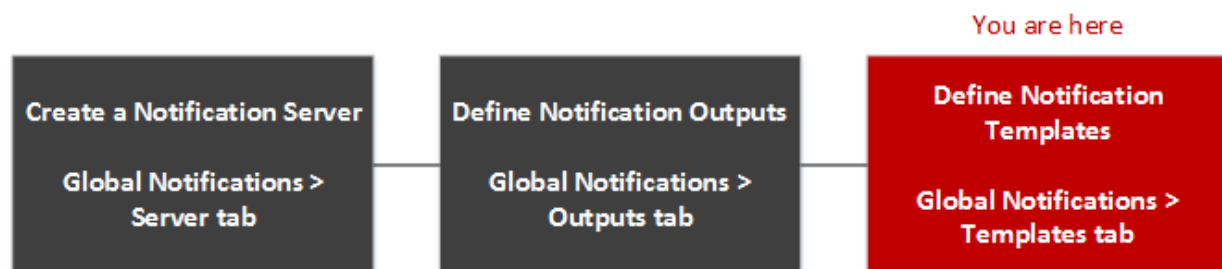 You are here
Create a Notification Server
Global Notifications >
Server tab
Define Notification Outputs
Global Notifications >
Outputs tab
Define Notification
Templates
Global Notifications >
Templates tab